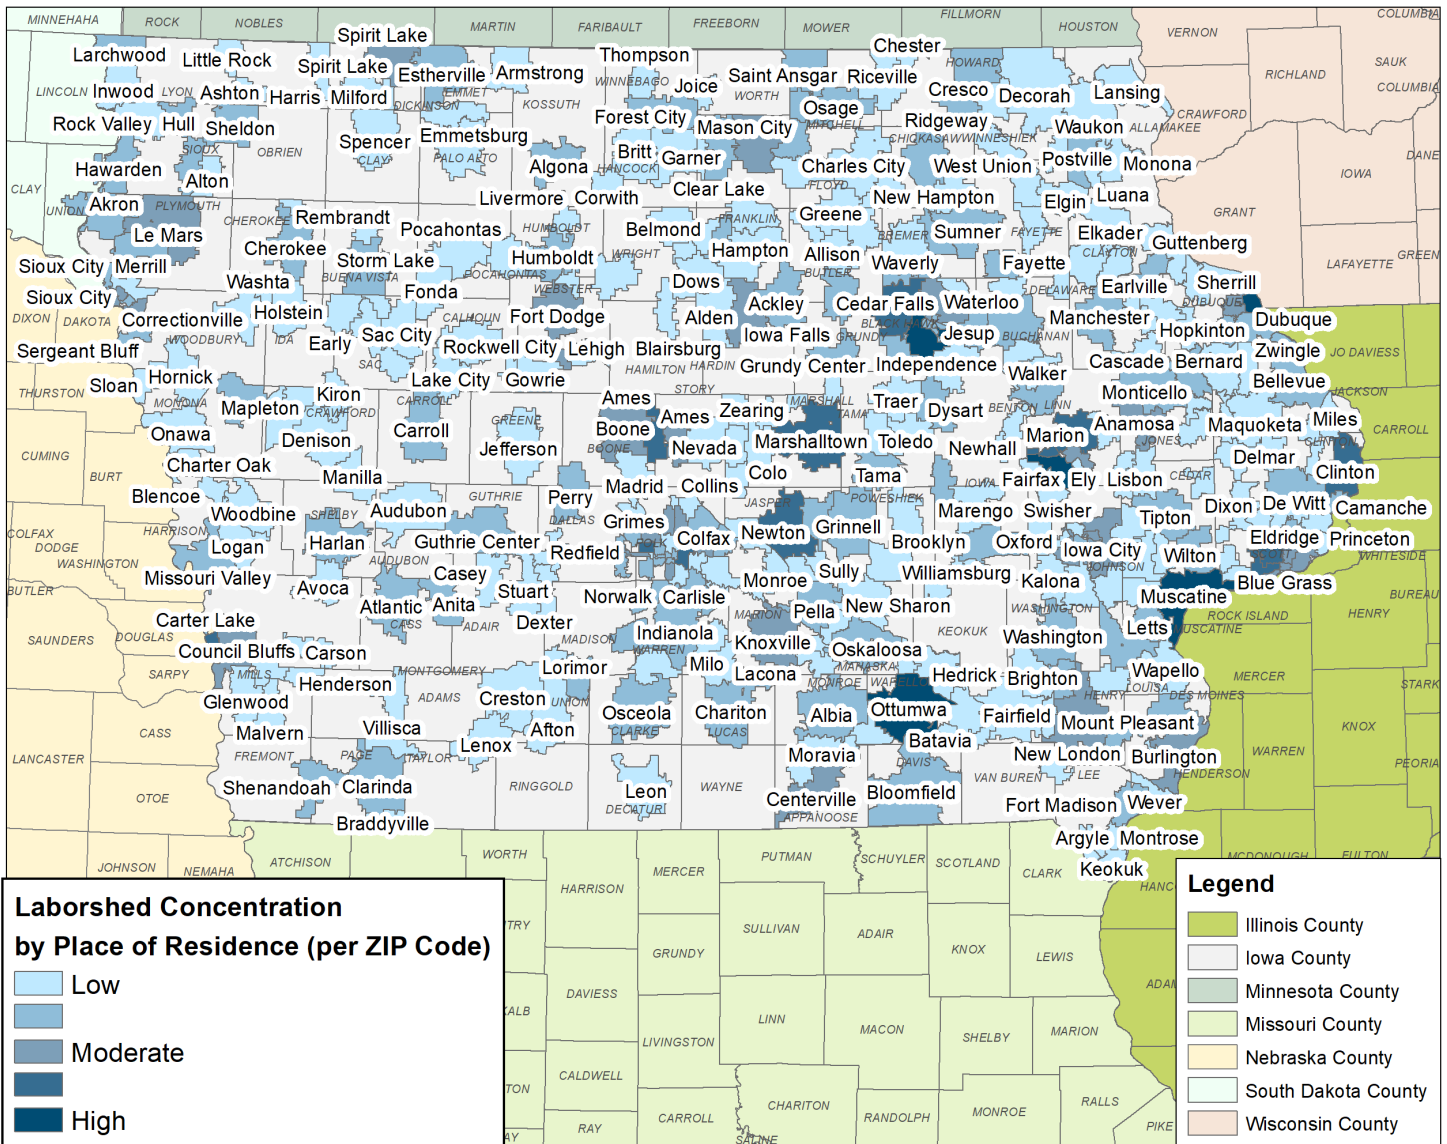 MINNEHAHA
ROCK
NOBLES
MARTIN
FARIBAULT
FREEBORN
MOWER
FILLMORN
HOUSTON
VERNON
RICHLAND
SAUK
COLUMBIA
COLUMBIA
CRAWFORD
DANE
IOWA
GRANT
LAFAYETTE
GREEN
Spirit Lake
Larchwood
Little Rock
Spirit Lake
Estherville
Armstrong
Thompson
Chester
Saint Ansgar
Riceville
HOWARD
LINCOLN
Inwood
LYON
Ashton
Harris
Milford
DICKINSON
EMMET
KOSSUTH
WINNEBAGO
Joice
WORTH
Osage
Cresco
Decorah
Lansing
Rock Valley
Hull
Sheldon
Spencer
Emmetsburg
Forest City
Mason City
MITCHELL
Ridgeway
Waukon
ALLAMAKEE
CHICKASAW
WINNESHIEK
SIOUX
OBRIEN
CLAY
PALO ALTO
Algona
Britt
Garner
HANCOCK
Charles City
West Union
Postville
Monona
CLAY
Hawarden
Alton
FLOYD
Clear Lake
UNION
Akron
PLYMOUTH
Le Mars
CHEROKEE
Rembrandt
Livermore
Corwith
New Hampton
Elgin
Luana
Greene
Pocahontas
HUMBOLDT
Belmond
FRANKLIN
BREMER
Sumner
FAYETTE
Elkader
Guttenberg
CLAYTON
Cherokee
Storm Lake
Humboldt
WRIGHT
Hampton
Allison
Waverly
Fayette
Sioux City
Merrill
BUENA VISTA
POCAHONTAS
BUTLER
Washta
Fonda
WEBSTER
Dows
DELAWARE
Earlville
Sherrill
Sioux City
Ackley
Cedar Falls
Waterloo
DUBUQUE
Dubuque
DIXON
DAKOTA
Correctionville
Holstein
CALHOUN
Fort Dodge
Alden
BLACK HAWK
Manchester
Hopkinton
WOODBURY
IDA
Early
Sac City
Iowa Falls
GRUNDY
Jesup
BUCHANAN
Sergeant Bluff
SAC
Rockwell City
Lehigh
Blairsburg
Zwingle
JO DAVIESS
HAMILTON
HARDIN
Grundy Center
Independence
Cascade
Bernard
THURSTON
Sloan
Hornick
Lake City
Gowrie
Walker
Bellevue
MONONA
Mapleton
Kiron
CRAWFORD
CARROLL
STORY
Ames
MARSHALL
TAMA
Traer
Dysart
BENTON
LINN
Monticello
JACKSON
Onawa
Denison
Carroll
GREENE
Jefferson
Boone
Ames
BOONE
Nevada
Zearing
Marshalltown
Toledo
Newhall
Marion
Anamosa
JONES
Maquoketa
Miles
CARROLL
CLINTON
CUMING
BURT
Charter Oak
Manilla
Colo
Tama
Fairfax
Ely
Lisbon
CEDAR
Delmar
Clinton
Blencoe
GUTHRIE
Perry
Madrid
Collins
JASPER
POWESHIEK
IOWA
Woodbine
SHELBY
Audubon
DALLAS
Grimes
Newton
Grinnell
Marengo
Swisher
Tipton
Dixon
De Witt
Camanche
COLFAX
DODGE
HARRISON
Logan
Harlan
Guthrie Center
Redfield
POLK
Colfax
Brooklyn
Oxford
Iowa City
JOHNSON
Wilton
Eldridge
SCOTT
Princeton
WHITESIDE
WASHINGTON
AUDUBON
Missouri Valley
Casey
Monroe
Sully
Williamsburg
Kalona
Blue Grass
BUTLER
Avoca
Stuart
Norwalk
Carlisle
Muscatine
BUREAU
Atlantic
CASS
Anita
ADAIR
Dexter
MARION
Pella
New Sharon
WASHINGTON
Letts
MUSCATINE
ROCK ISLAND
HENRY
SAUNDERS
DOUGLAS
Carter Lake
MADISON
Indianola
WARREN
Knoxville
KEOKUK
Washington
Council Bluffs
Carson
Oskaloosa
MAHASKA
SARPY
MILLS
MONTGOMERY
Lorimor
Milo
Lacona
MONROE
WAPELLO
Hedrick
Brighton
Wapello
LOUISA
MERCER
STARK
Glenwood
Henderson
ADAMS
Creston
UNION
HENRY
DES MOINES
CASS
Malvern
Villisca
Afton
Osceola
CLARKE
Chariton
LUCAS
Albia
Ottumwa
Fairfield
Mount Pleasant
KNOX
LANCASTER
FREMONT
PAGE
TAYLOR
Lenox
Moravia
Batavia
DAVIS
New London
Burlington
WARREN
PEORIA
OTOE
Shenandoah
Clarinda
RINGGOLD
Leon
DECATUR
WAYNE
Centerville
APPANOOSE
Bloomfield
VAN BUREN
LEE
HENDERSON
Fort Madison
Wever
Braddyville
Argyle
Montrose
Keokuk
JOHNSON
NEMAHA
ATCHISON
WORTH
HARRISON
MERCER
PUTMAN
SCHUYLER
SCOTLAND
CLARK
HANC
MCDONOUGH
FULTON
TRY
SULLIVAN
ADAIR
KNOX
LEWIS
GRUNDY
DAVIESS
ADAM
KALB
LIVINGSTON
LINN
MACON
SHELBY
MARION
TON
CALDWELL
CARROLL
CHARITON
RANDOLPH
MONROE
RALLS
PIKE
RAY
SALINE
AY
Laborshed Concentration
by Place of Residence (per ZIP Code)
Low
Moderate
High
Legend
Illinois County
Iowa County
Minnesota County
Missouri County
Nebraska County
South Dakota County
Wisconsin County